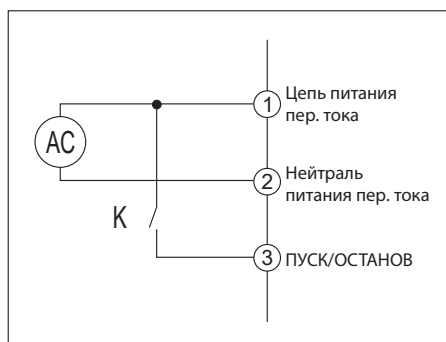 1 Цепь питания
пер. тока
AC
2 Нейтраль
питания пер. тока
K
3 ПУСК/ОСТАНОВ